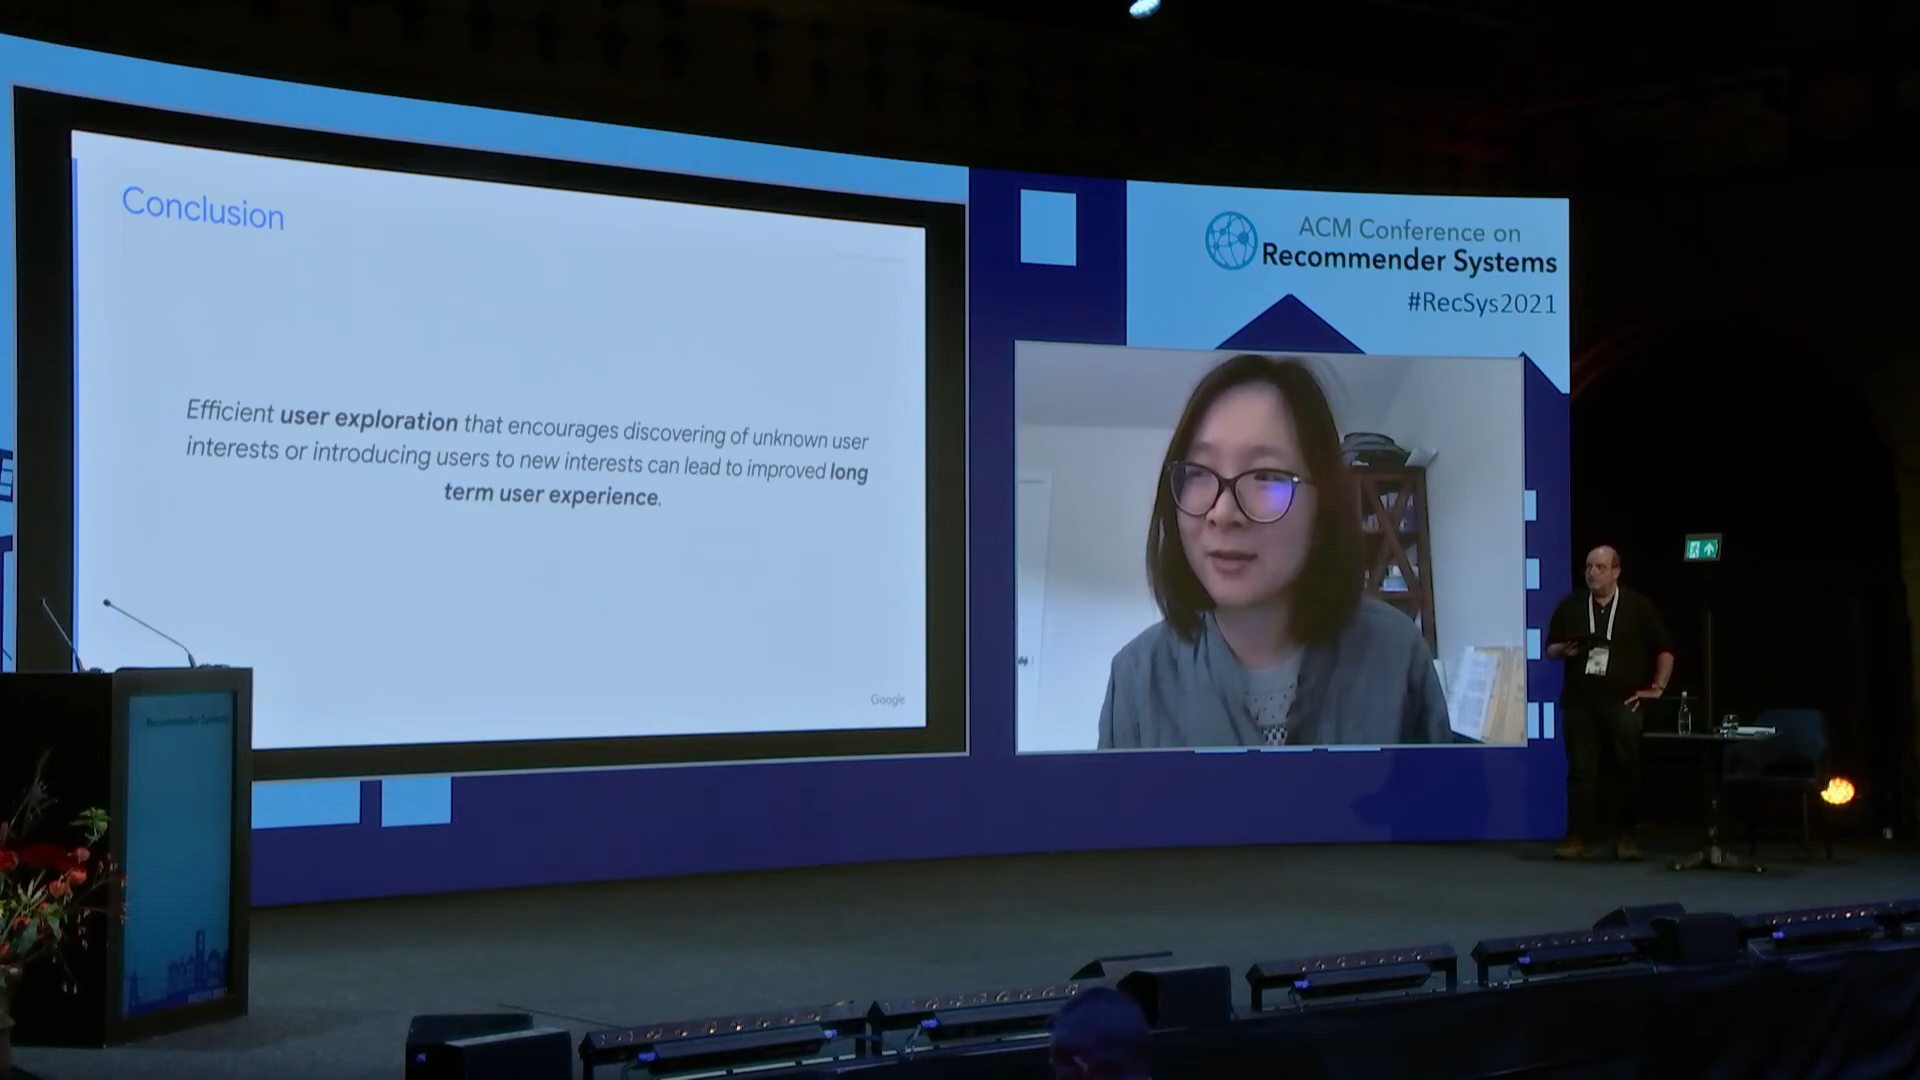 Conclusion
Efficient user exploration that encourages discovering of unknown user
interests or introducing users to new interests can lead to improved long
term user experience.
Google
ACM Conference on
Recommender Systems
#RecSys2021
Recommender Systems